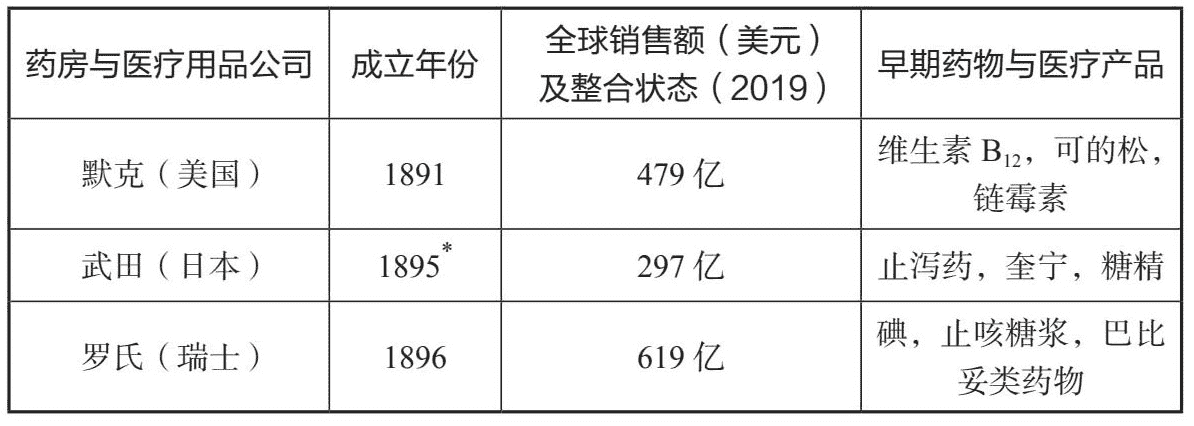 药房与医疗用品公司 成立年份 全球销售额（美元）
及整合状态（2019） 早期药物与医疗产品
默克（美国） 1891 479 亿 维生素 B12，可的松，
链霉素
武田（日本） 1895* 297 亿 止泻药，奎宁，糖精
罗氏（瑞士） 1896 619 亿 碘，止咳糖浆，巴比
妥类药物